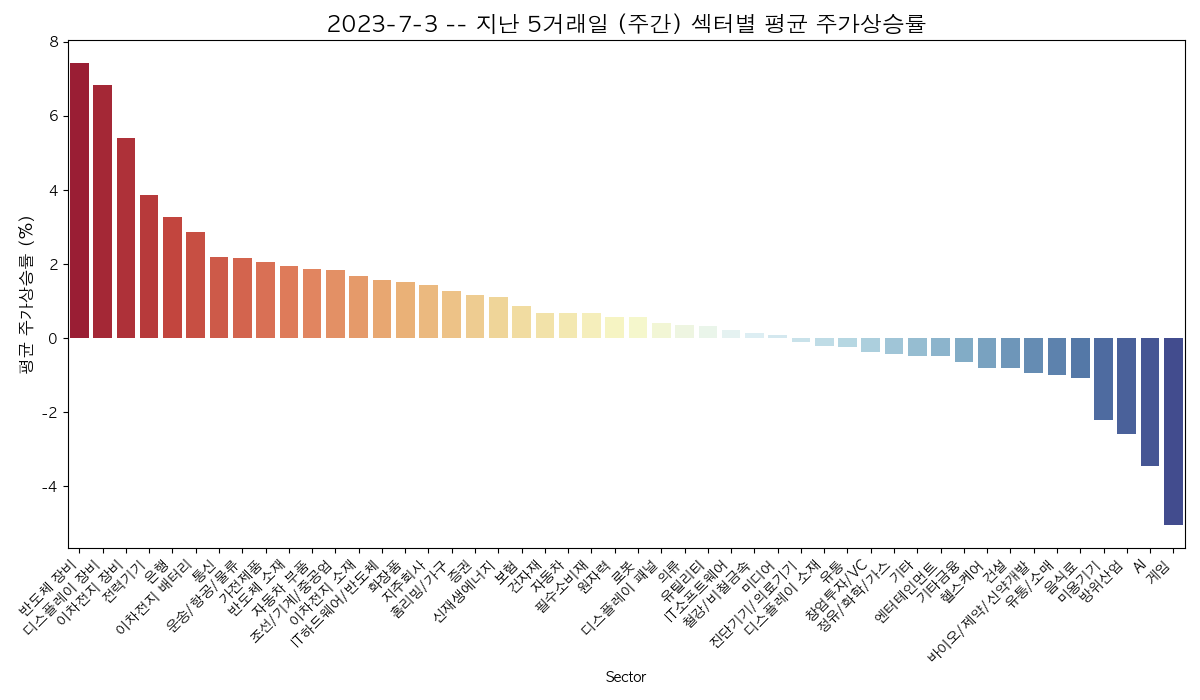 2023-7-3 -- 지난 5거래일 (주간) 섹터별 평균 주가상승률
평균 주가상승률 (%)
8
6
4
2
0
-2
-4
반도체 장비
디스플레이 장비
이차전지 장비
전력기기
은행
이차전지 배터리
통신
운송/항공/물류
가전제품
반도체 소재
자동차 부품
조선/기계/중공업
이차전지 소재
IT하드웨어/반도체
화장품
지주회사
홈리빙/가구
증권
신재생에너지
보험
건자재
자동차
필수소비재
원자력
로봇
디스플레이 패널
의류
유틸리티
IT소프트웨어
철강/비철금속
미디어
진단기기/의료기기
디스플레이 소재
유통
창업투자/VC
정유/화학/가스
기타
엔터테인먼트
기타금융
헬스케어
건설
바이오/제약/신약개발
유통/소매
음식료
미용기기
방위산업
AI
게임
Sector